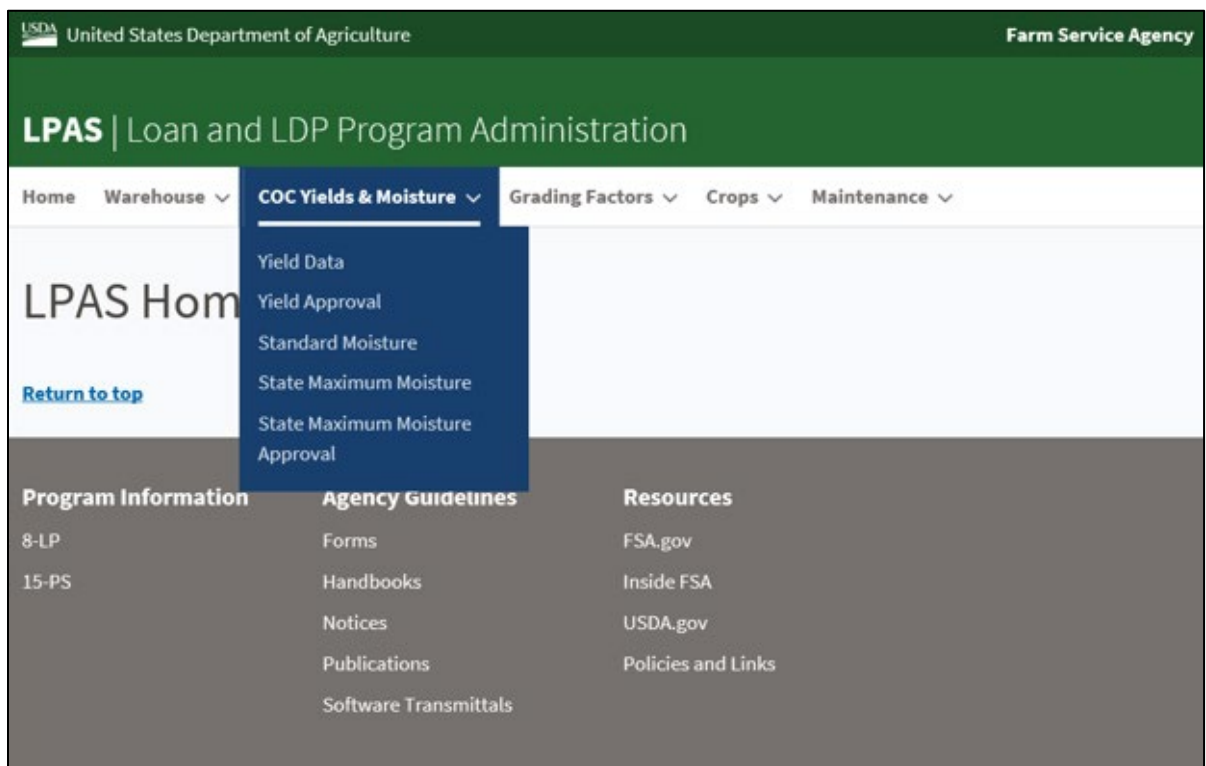 USDA United States Department of Agriculture
Farm Service Agency
LPAS | Loan and LDP Program Administration
Home Warehouse COC Yields & Moisture Grading Factors Crops Maintenance
Yield Data
LPAS Hom
Yield Approval
Standard Moisture
State Maximum Moisture
Return to top
State Maximum Moisture
Approval
Program Information
Agency Guidelines
Resources
8-LP
Forms
FSA.gov
15-PS
Handbooks
Inside FSA
Notices
USDA.gov
Publications
Policies and Links
Software Transmittals